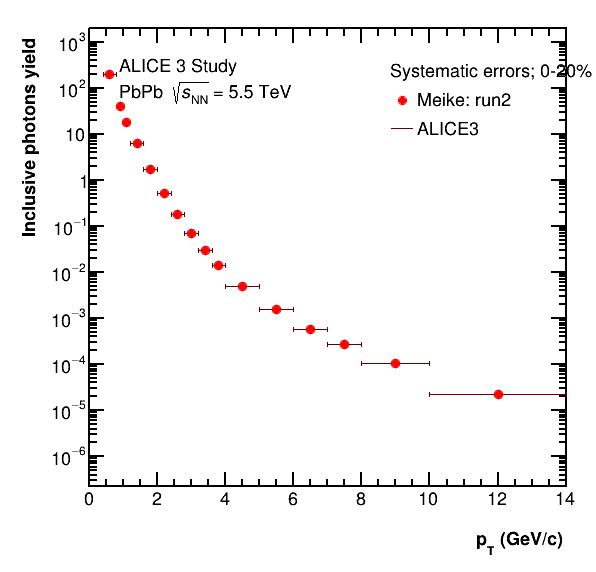 Inclusive photons yield
10³
10²
10
1
10⁻¹
10⁻²
10⁻³
10⁻⁴
10⁻⁵
10⁻⁶
ALICE 3 Study
PbPb √s_NN = 5.5 TeV
Systematic errors; 0-20%
Meike: run2
ALICE3
0 2 4 6 8 10 12 14
p_T (GeV/c)